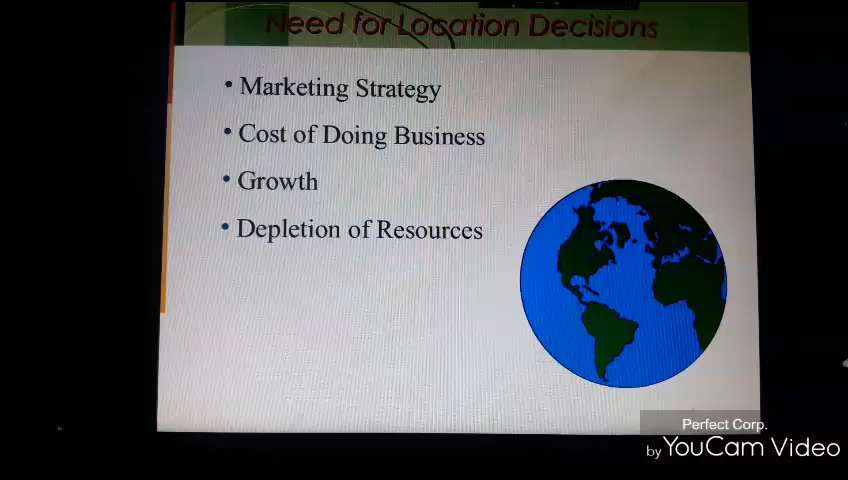 Need for Location Decisions
• Marketing Strategy
• Cost of Doing Business
• Growth
• Depletion of Resources
Perfect Corp.
by YouCam Video